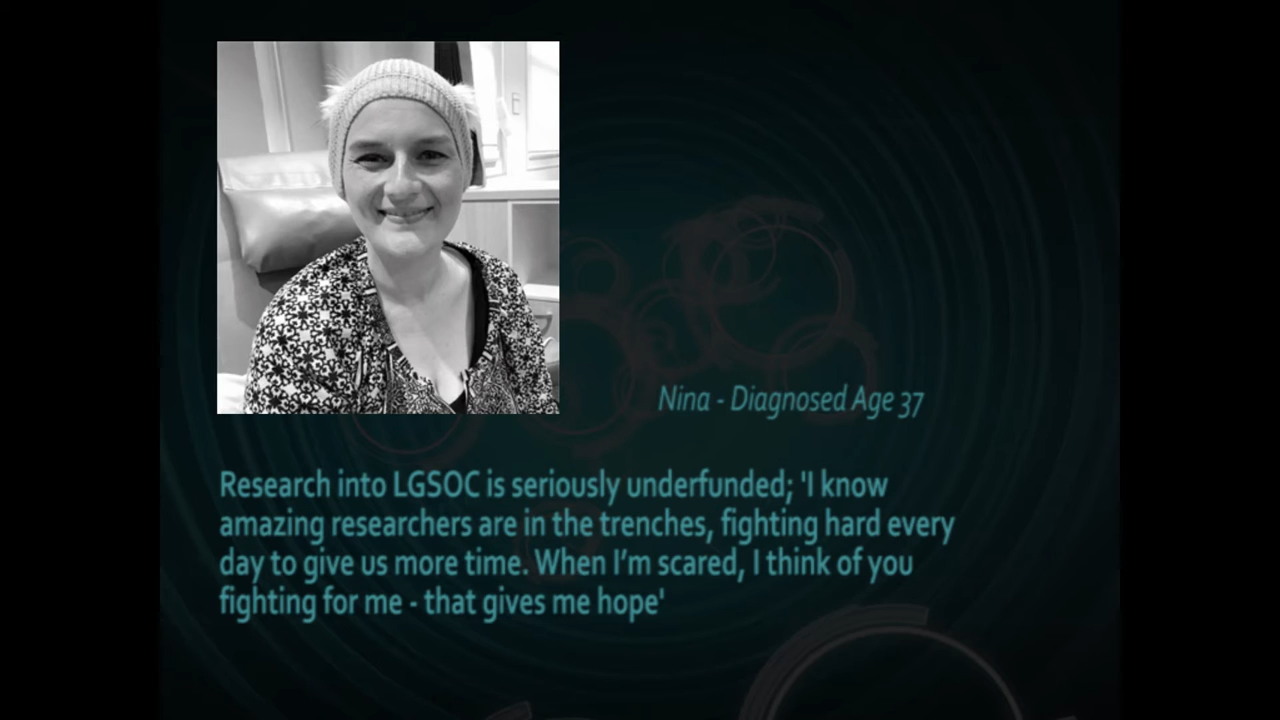 Nina - Diagnosed Age 37
Research into LGSOC is seriously underfunded; 'I know
amazing researchers are in the trenches, fighting hard every
day to give us more time. When I’m scared, I think of you
fighting for me - that gives me hope'